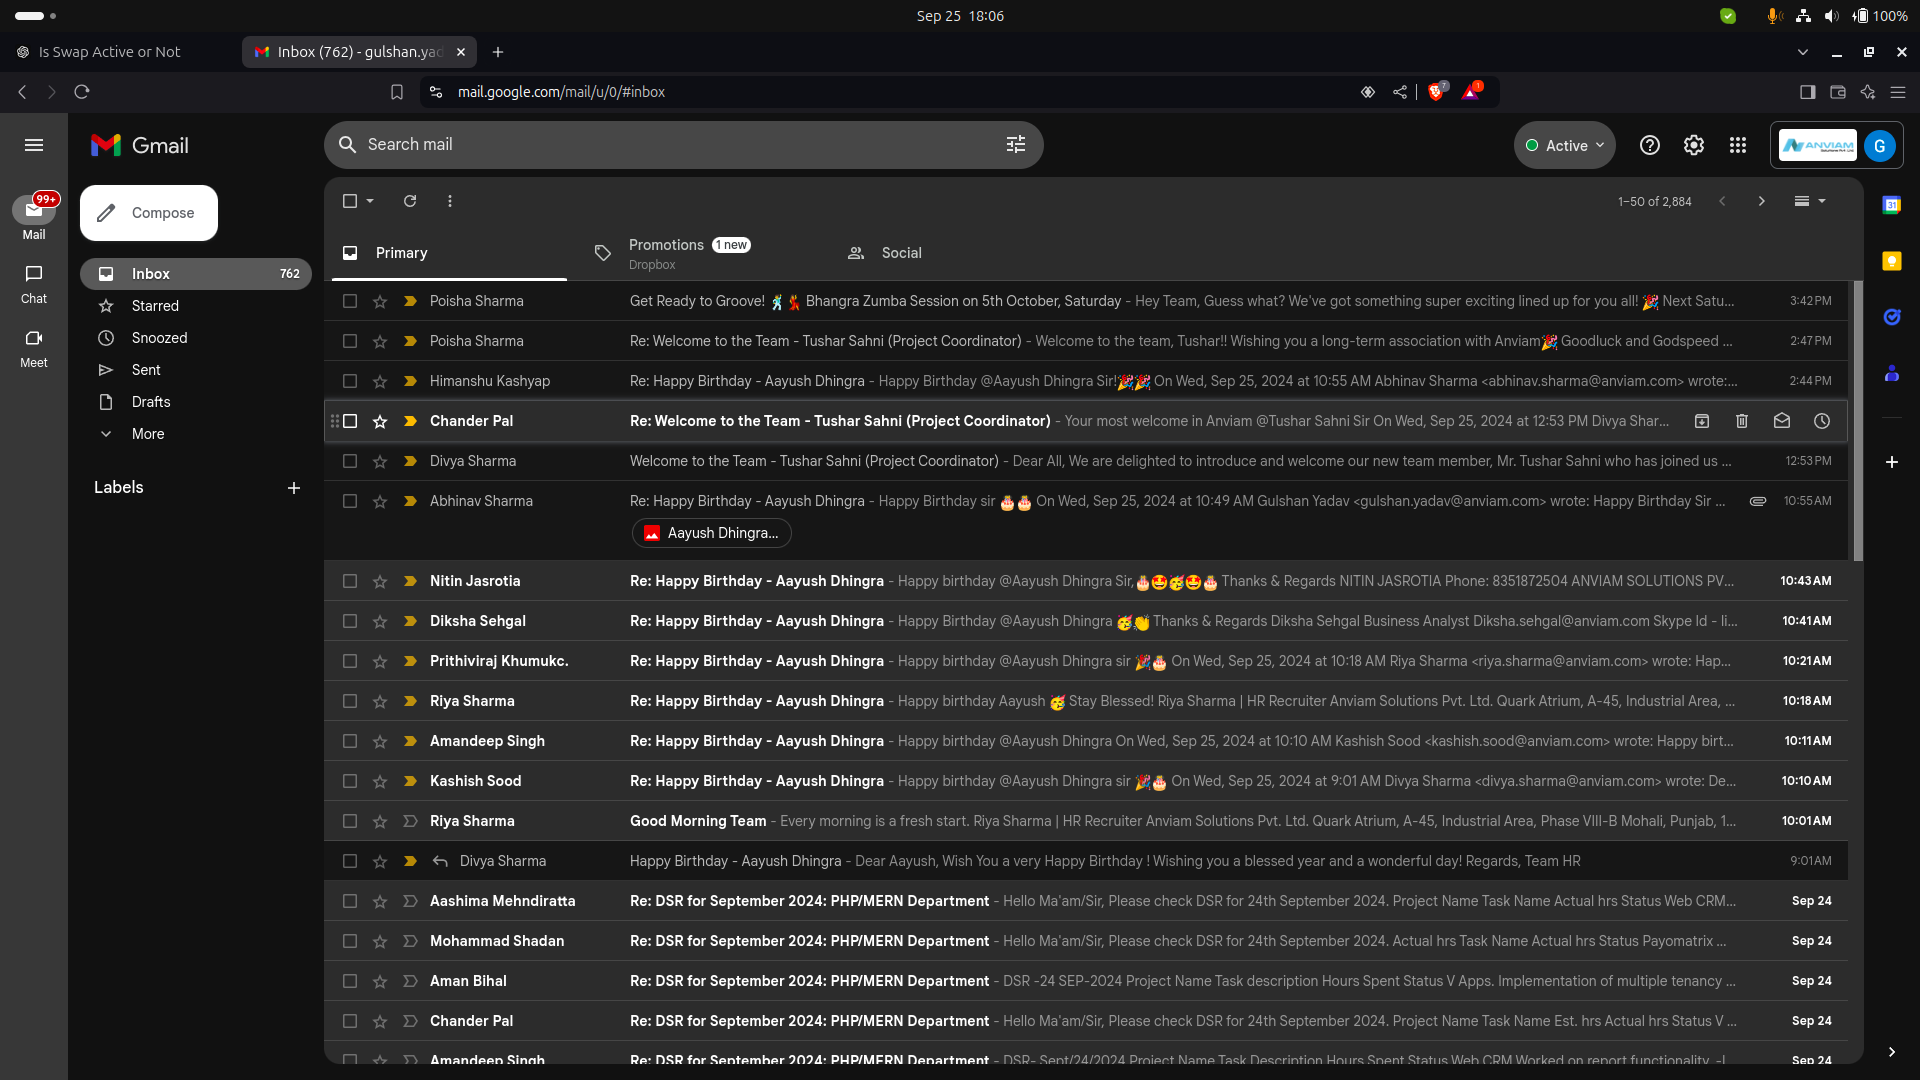 Sep 25 18:06
100%
Is Swap Active or Not
Inbox (762) - gulshan.yad
mail.google.com/mail/u/0/#inbox
7
1
Gmail
Search mail
Active
ANVIAM
G
99+
Mail
Chat
Meet
Compose
Inbox 762
Starred
Snoozed
Sent
Drafts
More
Labels
1–50 of 2,884
31
Primary
Promotions 1 new
Dropbox
Social
Poisha Sharma Get Ready to Groove! 🕺💃 Bhangra Zumba Session on 5th October, Saturday - Hey Team, Guess what? We've got something super exciting lined up for you all! 🎉 Next Satu... 3:42 PM
Poisha Sharma Re: Welcome to the Team - Tushar Sahni (Project Coordinator) - Welcome to the team, Tushar!! Wishing you a long-term association with Anviam🎉 Goodluck and Godspeed ... 2:47 PM
Himanshu Kashyap Re: Happy Birthday - Aayush Dhingra - Happy Birthday @Aayush Dhingra Sir!🎉🎉 On Wed, Sep 25, 2024 at 10:55 AM Abhinav Sharma <abhinav.sharma@anviam.com> wrote:... 2:44 PM
Chander Pal Re: Welcome to the Team - Tushar Sahni (Project Coordinator) - Your most welcome in Anviam @Tushar Sahni Sir On Wed, Sep 25, 2024 at 12:53 PM Divya Shar...
Divya Sharma Welcome to the Team - Tushar Sahni (Project Coordinator) - Dear All, We are delighted to introduce and welcome our new team member, Mr. Tushar Sahni who has joined us ... 12:53 PM
Abhinav Sharma Re: Happy Birthday - Aayush Dhingra - Happy Birthday sir 🎂🎂 On Wed, Sep 25, 2024 at 10:49 AM Gulshan Yadav <gulshan.yadav@anviam.com> wrote: Happy Birthday Sir ... 10:55 AM
Aayush Dhingra...
Nitin Jasrotia Re: Happy Birthday - Aayush Dhingra - Happy birthday @Aayush Dhingra Sir,🎂🤩🥳🤩🎂 Thanks & Regards NITIN JASROTIA Phone: 8351872504 ANVIAM SOLUTIONS PV... 10:43 AM
Diksha Sehgal Re: Happy Birthday - Aayush Dhingra - Happy Birthday @Aayush Dhingra 🥳👏 Thanks & Regards Diksha Sehgal Business Analyst Diksha.sehgal@anviam.com Skype Id - li... 10:41 AM
Prithiviraj Khumukc. Re: Happy Birthday - Aayush Dhingra - Happy birthday @Aayush Dhingra sir 🎉🎂 On Wed, Sep 25, 2024 at 10:18 AM Riya Sharma <riya.sharma@anviam.com> wrote: Hap... 10:21 AM
Riya Sharma Re: Happy Birthday - Aayush Dhingra - Happy birthday Aayush 🥳 Stay Blessed! Riya Sharma | HR Recruiter Anviam Solutions Pvt. Ltd. Quark Atrium, A-45, Industrial Area, ... 10:18 AM
Amandeep Singh Re: Happy Birthday - Aayush Dhingra - Happy birthday @Aayush Dhingra On Wed, Sep 25, 2024 at 10:10 AM Kashish Sood <kashish.sood@anviam.com> wrote: Happy birt... 10:11 AM
Kashish Sood Re: Happy Birthday - Aayush Dhingra - Happy birthday @Aayush Dhingra sir 🎉🎂 On Wed, Sep 25, 2024 at 9:01 AM Divya Sharma <divya.sharma@anviam.com> wrote: De... 10:10 AM
Riya Sharma Good Morning Team - Every morning is a fresh start. Riya Sharma | HR Recruiter Anviam Solutions Pvt. Ltd. Quark Atrium, A-45, Industrial Area, Phase VIII-B Mohali, Punjab, 1... 10:01 AM
Divya Sharma Happy Birthday - Aayush Dhingra - Dear Aayush, Wish You a very Happy Birthday ! Wishing you a blessed year and a wonderful day! Regards, Team HR 9:01 AM
Aashima Mehndiratta Re: DSR for September 2024: PHP/MERN Department - Hello Ma'am/Sir, Please check DSR for 24th September 2024. Project Name Task Name Actual hrs Status Web CRM... Sep 24
Mohammad Shadan Re: DSR for September 2024: PHP/MERN Department - Hello Ma'am/Sir, Please check DSR for 24th September 2024. Actual hrs Task Name Actual hrs Status Payomatrix ... Sep 24
Aman Bihal Re: DSR for September 2024: PHP/MERN Department - DSR -24 SEP-2024 Project Name Task description Hours Spent Status V Apps. Implementation of multiple tenancy ... Sep 24
Chander Pal Re: DSR for September 2024: PHP/MERN Department - Hello Ma'am/Sir, Please check DSR for 24th September 2024. Project Name Task Name Est. hrs Actual hrs Status V ... Sep 24
Amandeep Singh Re: DSR for September 2024: PHP/MERN Department - DSR- Sept/24/2024 Project Name Task Description Hours Spent Status Web CRM Worked on report functionality. Sep 24